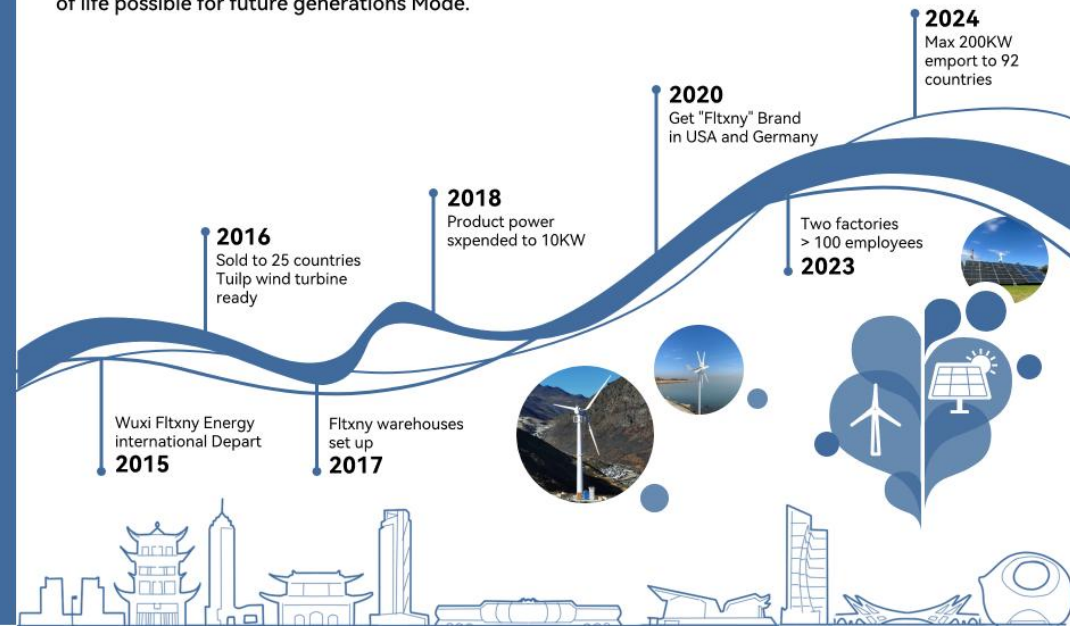 of life possible for future generations Mode.
2024
Max 200KW
emport to 92
countries
2020
Get "Fltxny" Brand
in USA and Germany
2018
Product power
sxpended to 10KW
2016
Sold to 25 countries
Tuilp wind turbine
ready
Two factories
> 100 employees
2023
Wuxi Fltxny Energy
international Depart
2015
Fltxny warehouses
set up
2017